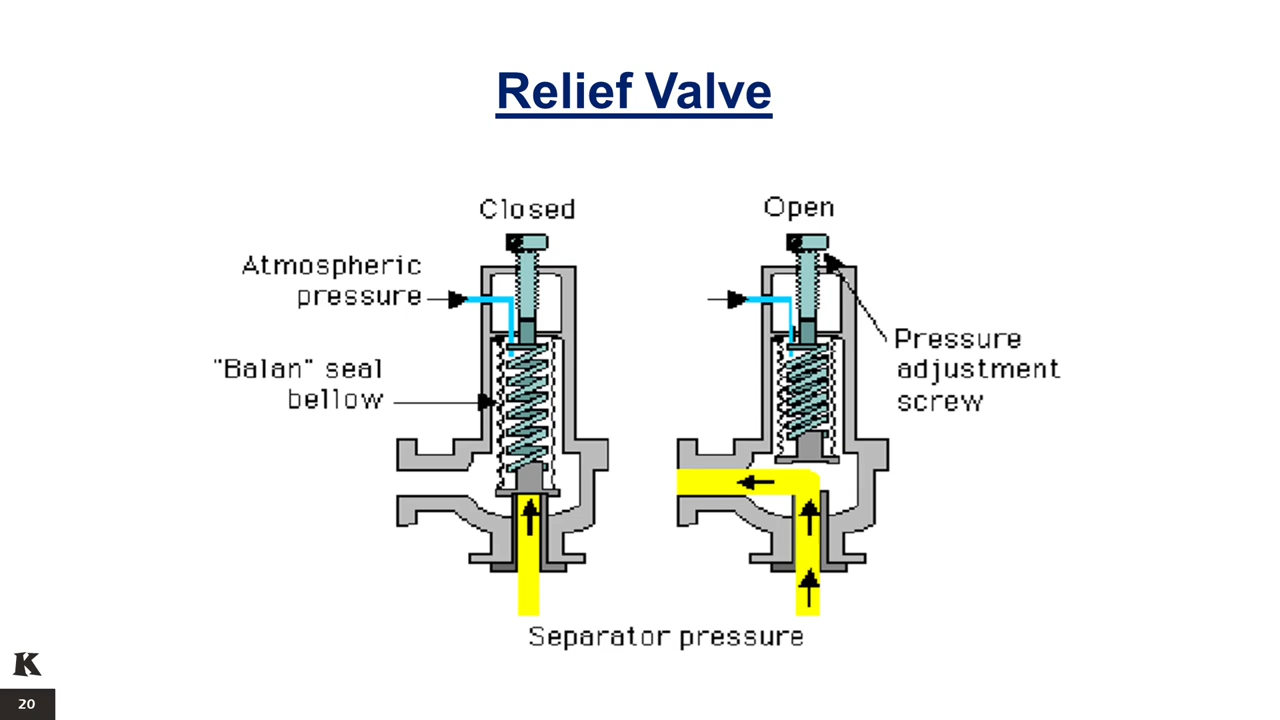 Relief Valve
Closed
Open
Atmospheric
pressure
"Balan" seal
bellow
Pressure
adjustment
screw
Separator pressure
K
20